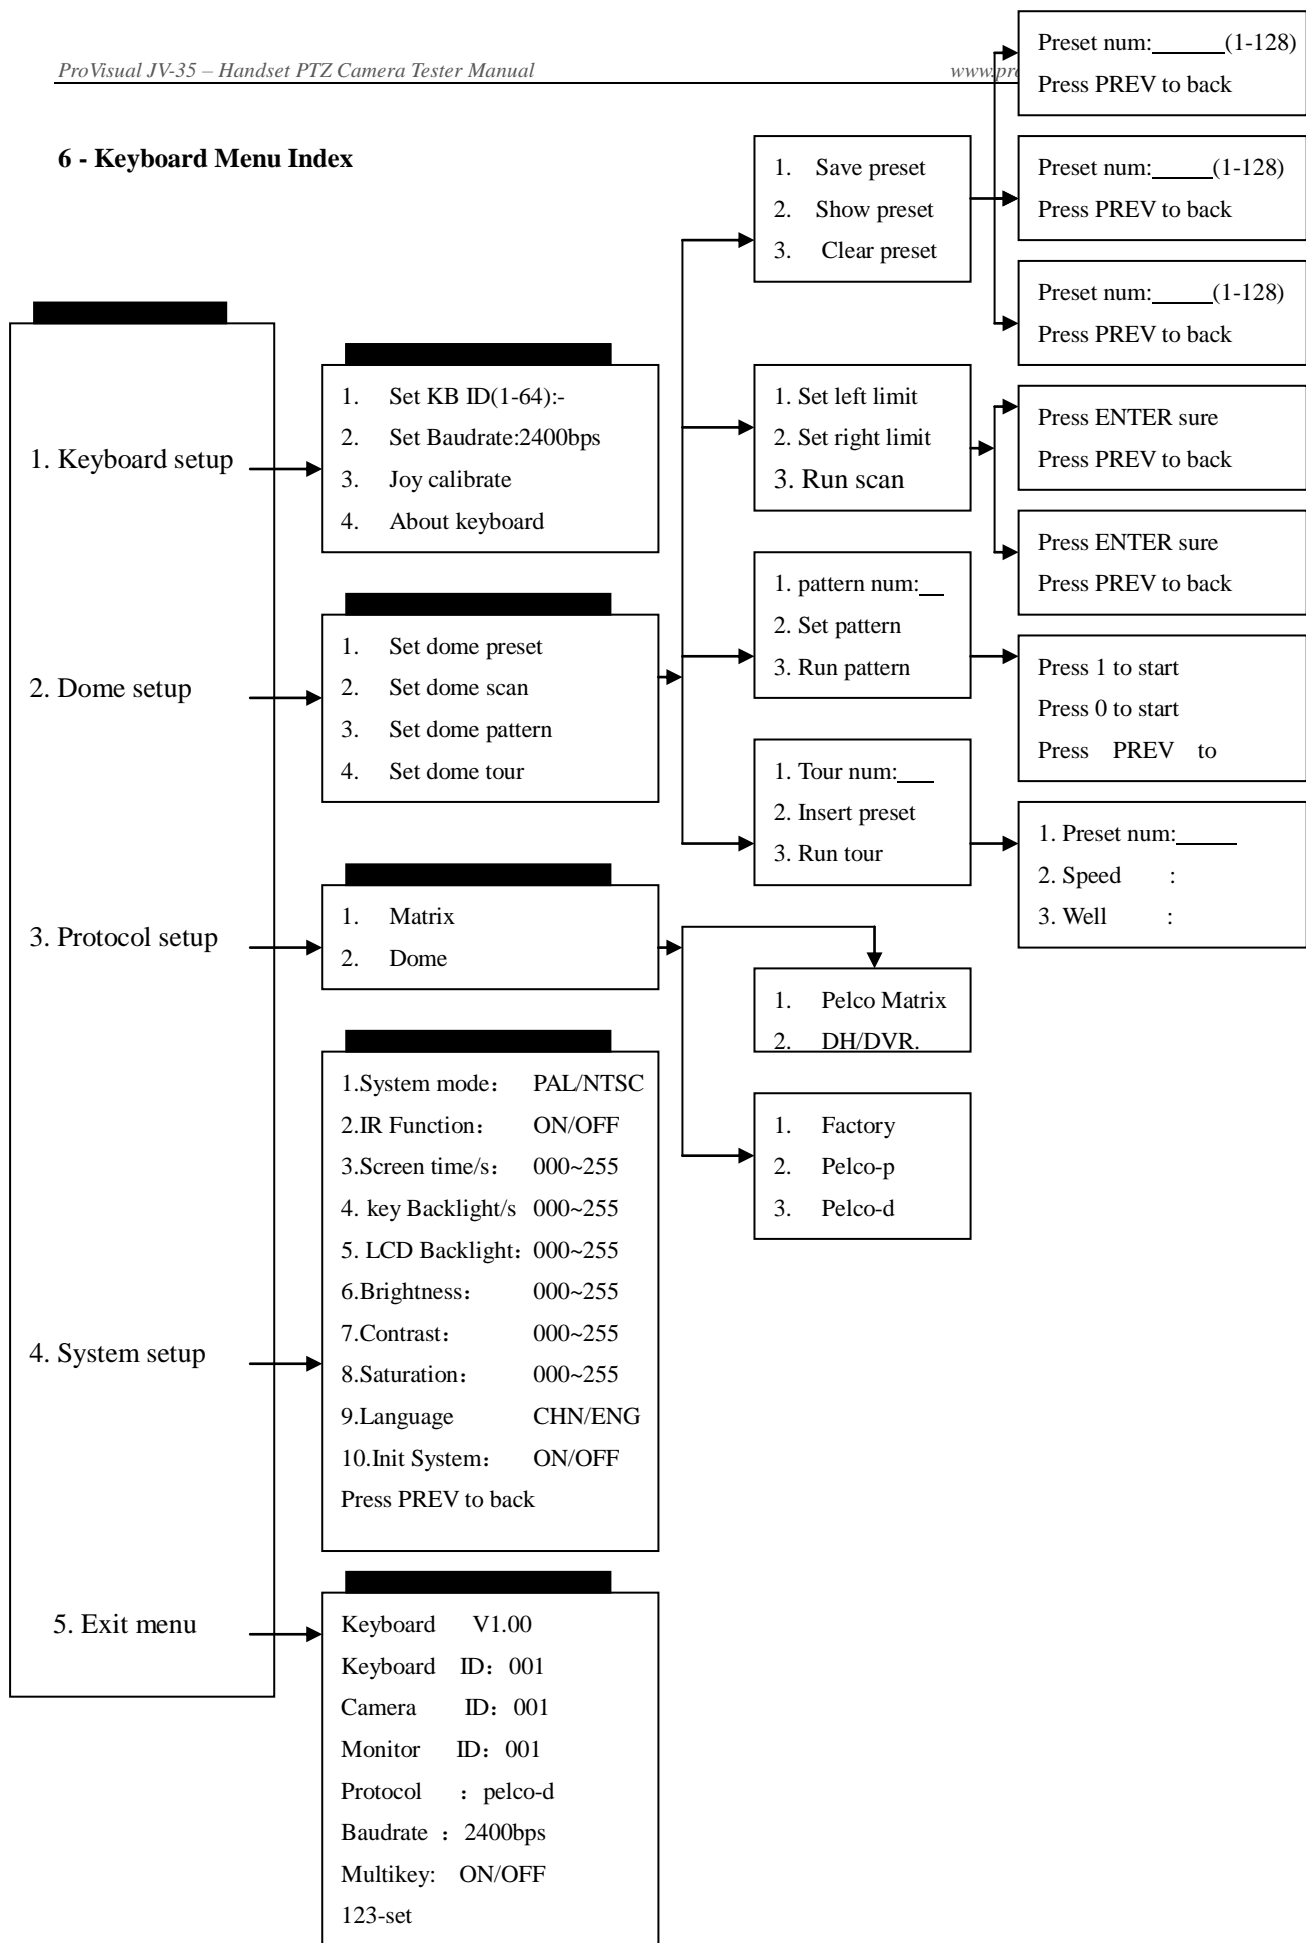 ProVisual JV-35 – Handset PTZ Camera Tester Manual
www.pro
6 - Keyboard Menu Index
1. Keyboard setup
2. Dome setup
3. Protocol setup
4. System setup
5. Exit menu
1. Set KB ID(1-64):-
2. Set Baudrate:2400bps
3. Joy calibrate
4. About keyboard
1. Set dome preset
2. Set dome scan
3. Set dome pattern
4. Set dome tour
1. Matrix
2. Dome
1.System mode： PAL/NTSC
2.IR Function： ON/OFF
3.Screen time/s： 000~255
4. key Backlight/s 000~255
5. LCD Backlight：000~255
6.Brightness： 000~255
7.Contrast： 000~255
8.Saturation： 000~255
9.Language CHN/ENG
10.Init System： ON/OFF
Press PREV to back
Keyboard V1.00
Keyboard ID：001
Camera ID：001
Monitor ID：001
Protocol ：pelco-d
Baudrate ：2400bps
Multikey: ON/OFF
123-set
1. Save preset
2. Show preset
3. Clear preset
1. Set left limit
2. Set right limit
3. Run scan
1. pattern num:__
2. Set pattern
3. Run pattern
1. Tour num:___
2. Insert preset
3. Run tour
1. Pelco Matrix
2. DH/DVR.
1. Factory
2. Pelco-p
3. Pelco-d
Preset num:______(1-128)
Press PREV to back
Preset num:_____(1-128)
Press PREV to back
Preset num:_____(1-128)
Press PREV to back
Press ENTER sure
Press PREV to back
Press ENTER sure
Press PREV to back
Press 1 to start
Press 0 to start
Press PREV to
1. Preset num:_____
2. Speed :
3. Well :